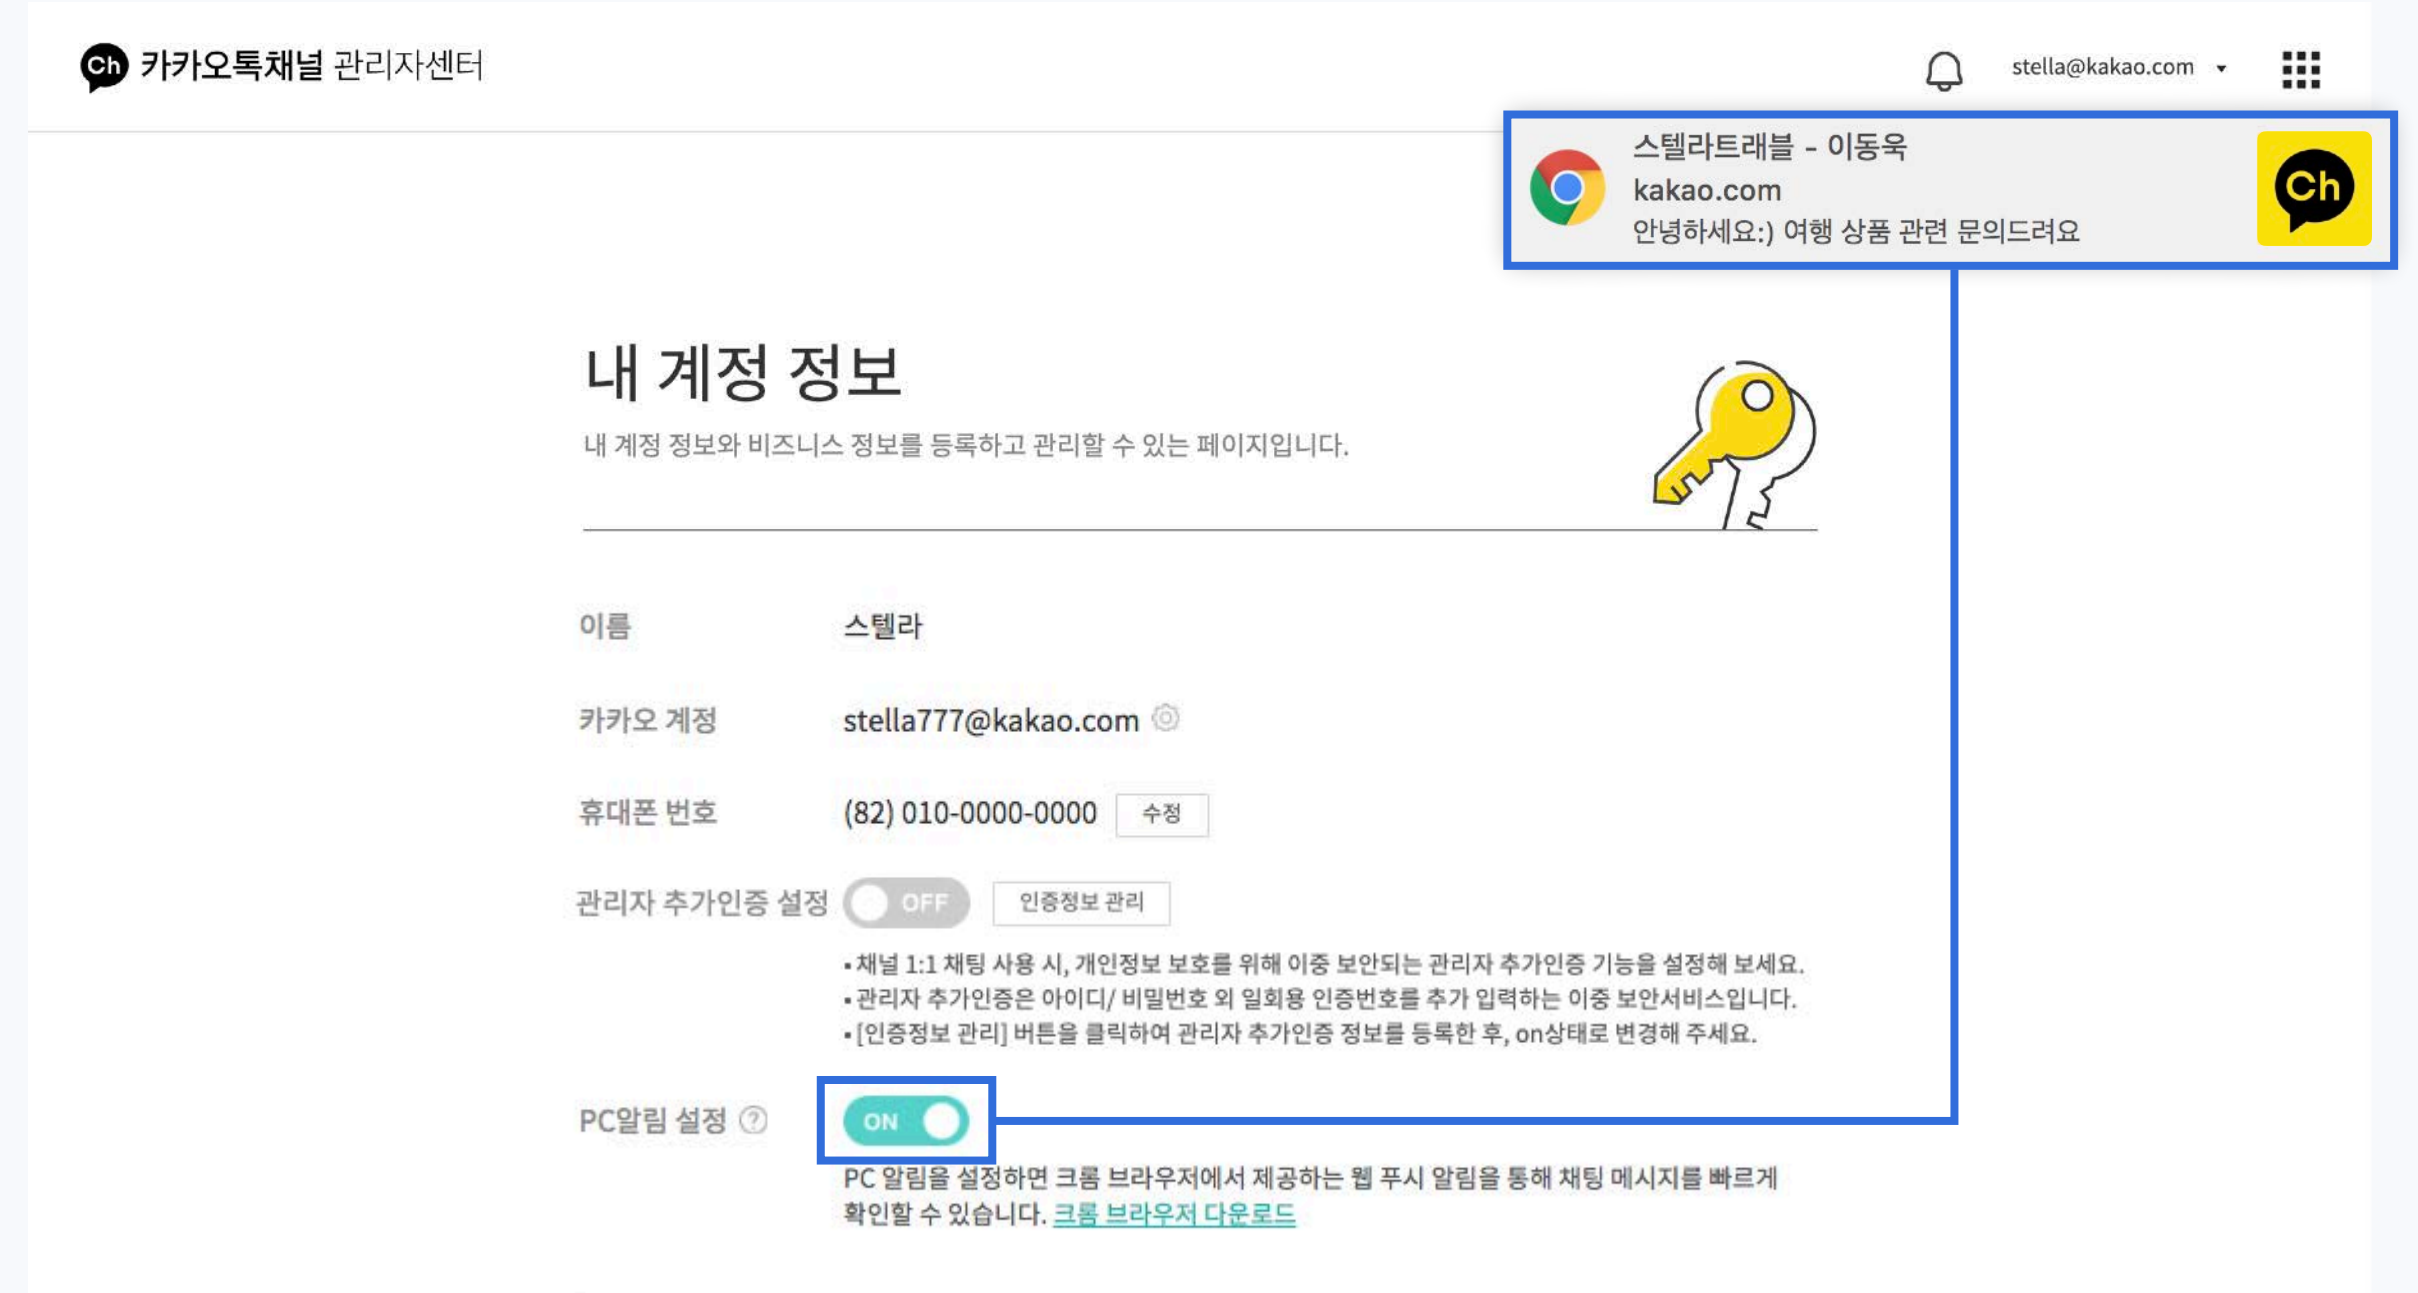 Ch 카카오톡채널 관리자센터
stella@kakao.com
스텔라트래블 - 이동욱
kakao.com
안녕하세요:) 여행 상품 관련 문의드려요
Ch
내 계정 정보
내 계정 정보와 비즈니스 정보를 등록하고 관리할 수 있는 페이지입니다.
이름 스텔라
카카오 계정 stella777@kakao.com
휴대폰 번호 (82) 010-0000-0000 수정
관리자 추가인증 설정 OFF 인증정보 관리
▪ 채널 1:1 채팅 사용 시, 개인정보 보호를 위해 이중 보안되는 관리자 추가인증 기능을 설정해 보세요.
▪ 관리자 추가인증은 아이디/ 비밀번호 외 일회용 인증번호를 추가 입력하는 이중 보안서비스입니다.
▪ [인증정보 관리] 버튼을 클릭하여 관리자 추가인증 정보를 등록한 후, on상태로 변경해 주세요.
PC알림 설정 ? ON
PC 알림을 설정하면 크롬 브라우저에서 제공하는 웹 푸시 알림을 통해 채팅 메시지를 빠르게
확인할 수 있습니다. 크롬 브라우저 다운로드